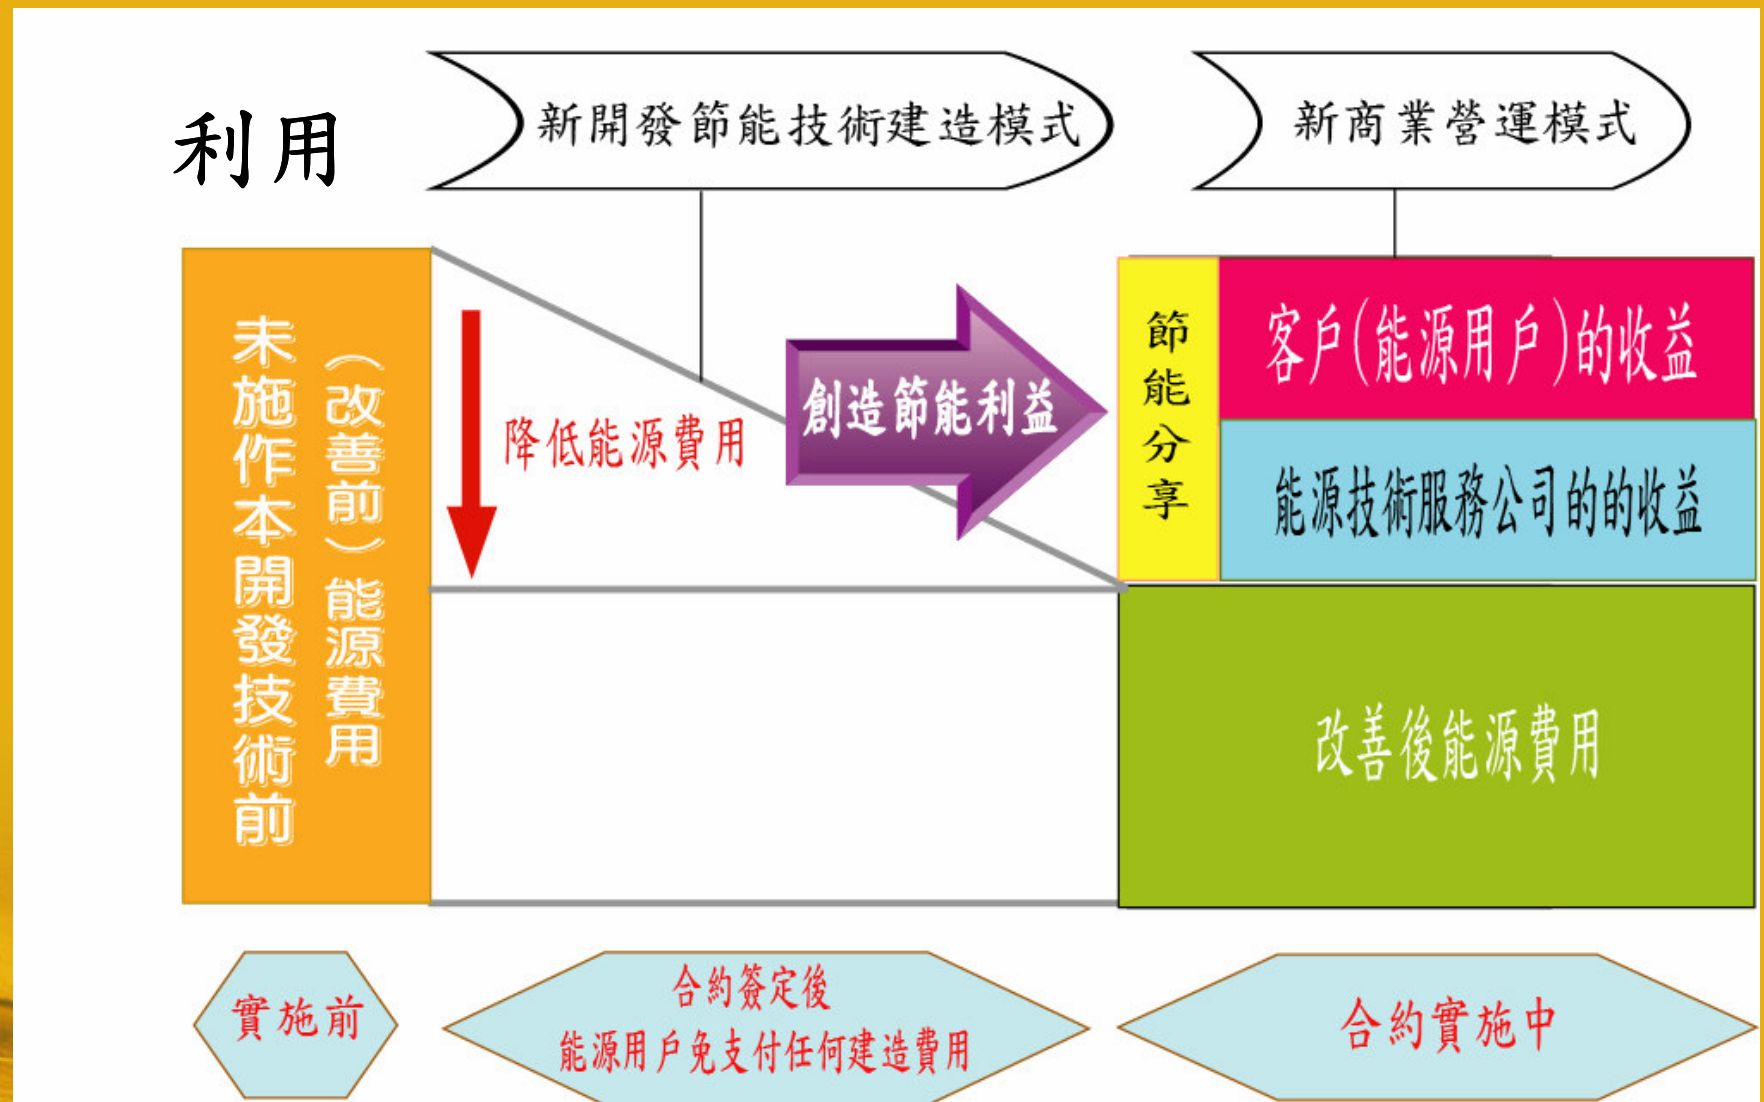 利用
新開發節能技術建造模式
新商業營運模式
未施作本開發技術前
（改善前）能源費用
降低能源費用
創造節能利益
節能分享
客戶(能源用戶)的收益
能源技術服務公司的的收益
改善後能源費用
實施前
合約簽定後
能源用戶免支付任何建造費用
合約實施中